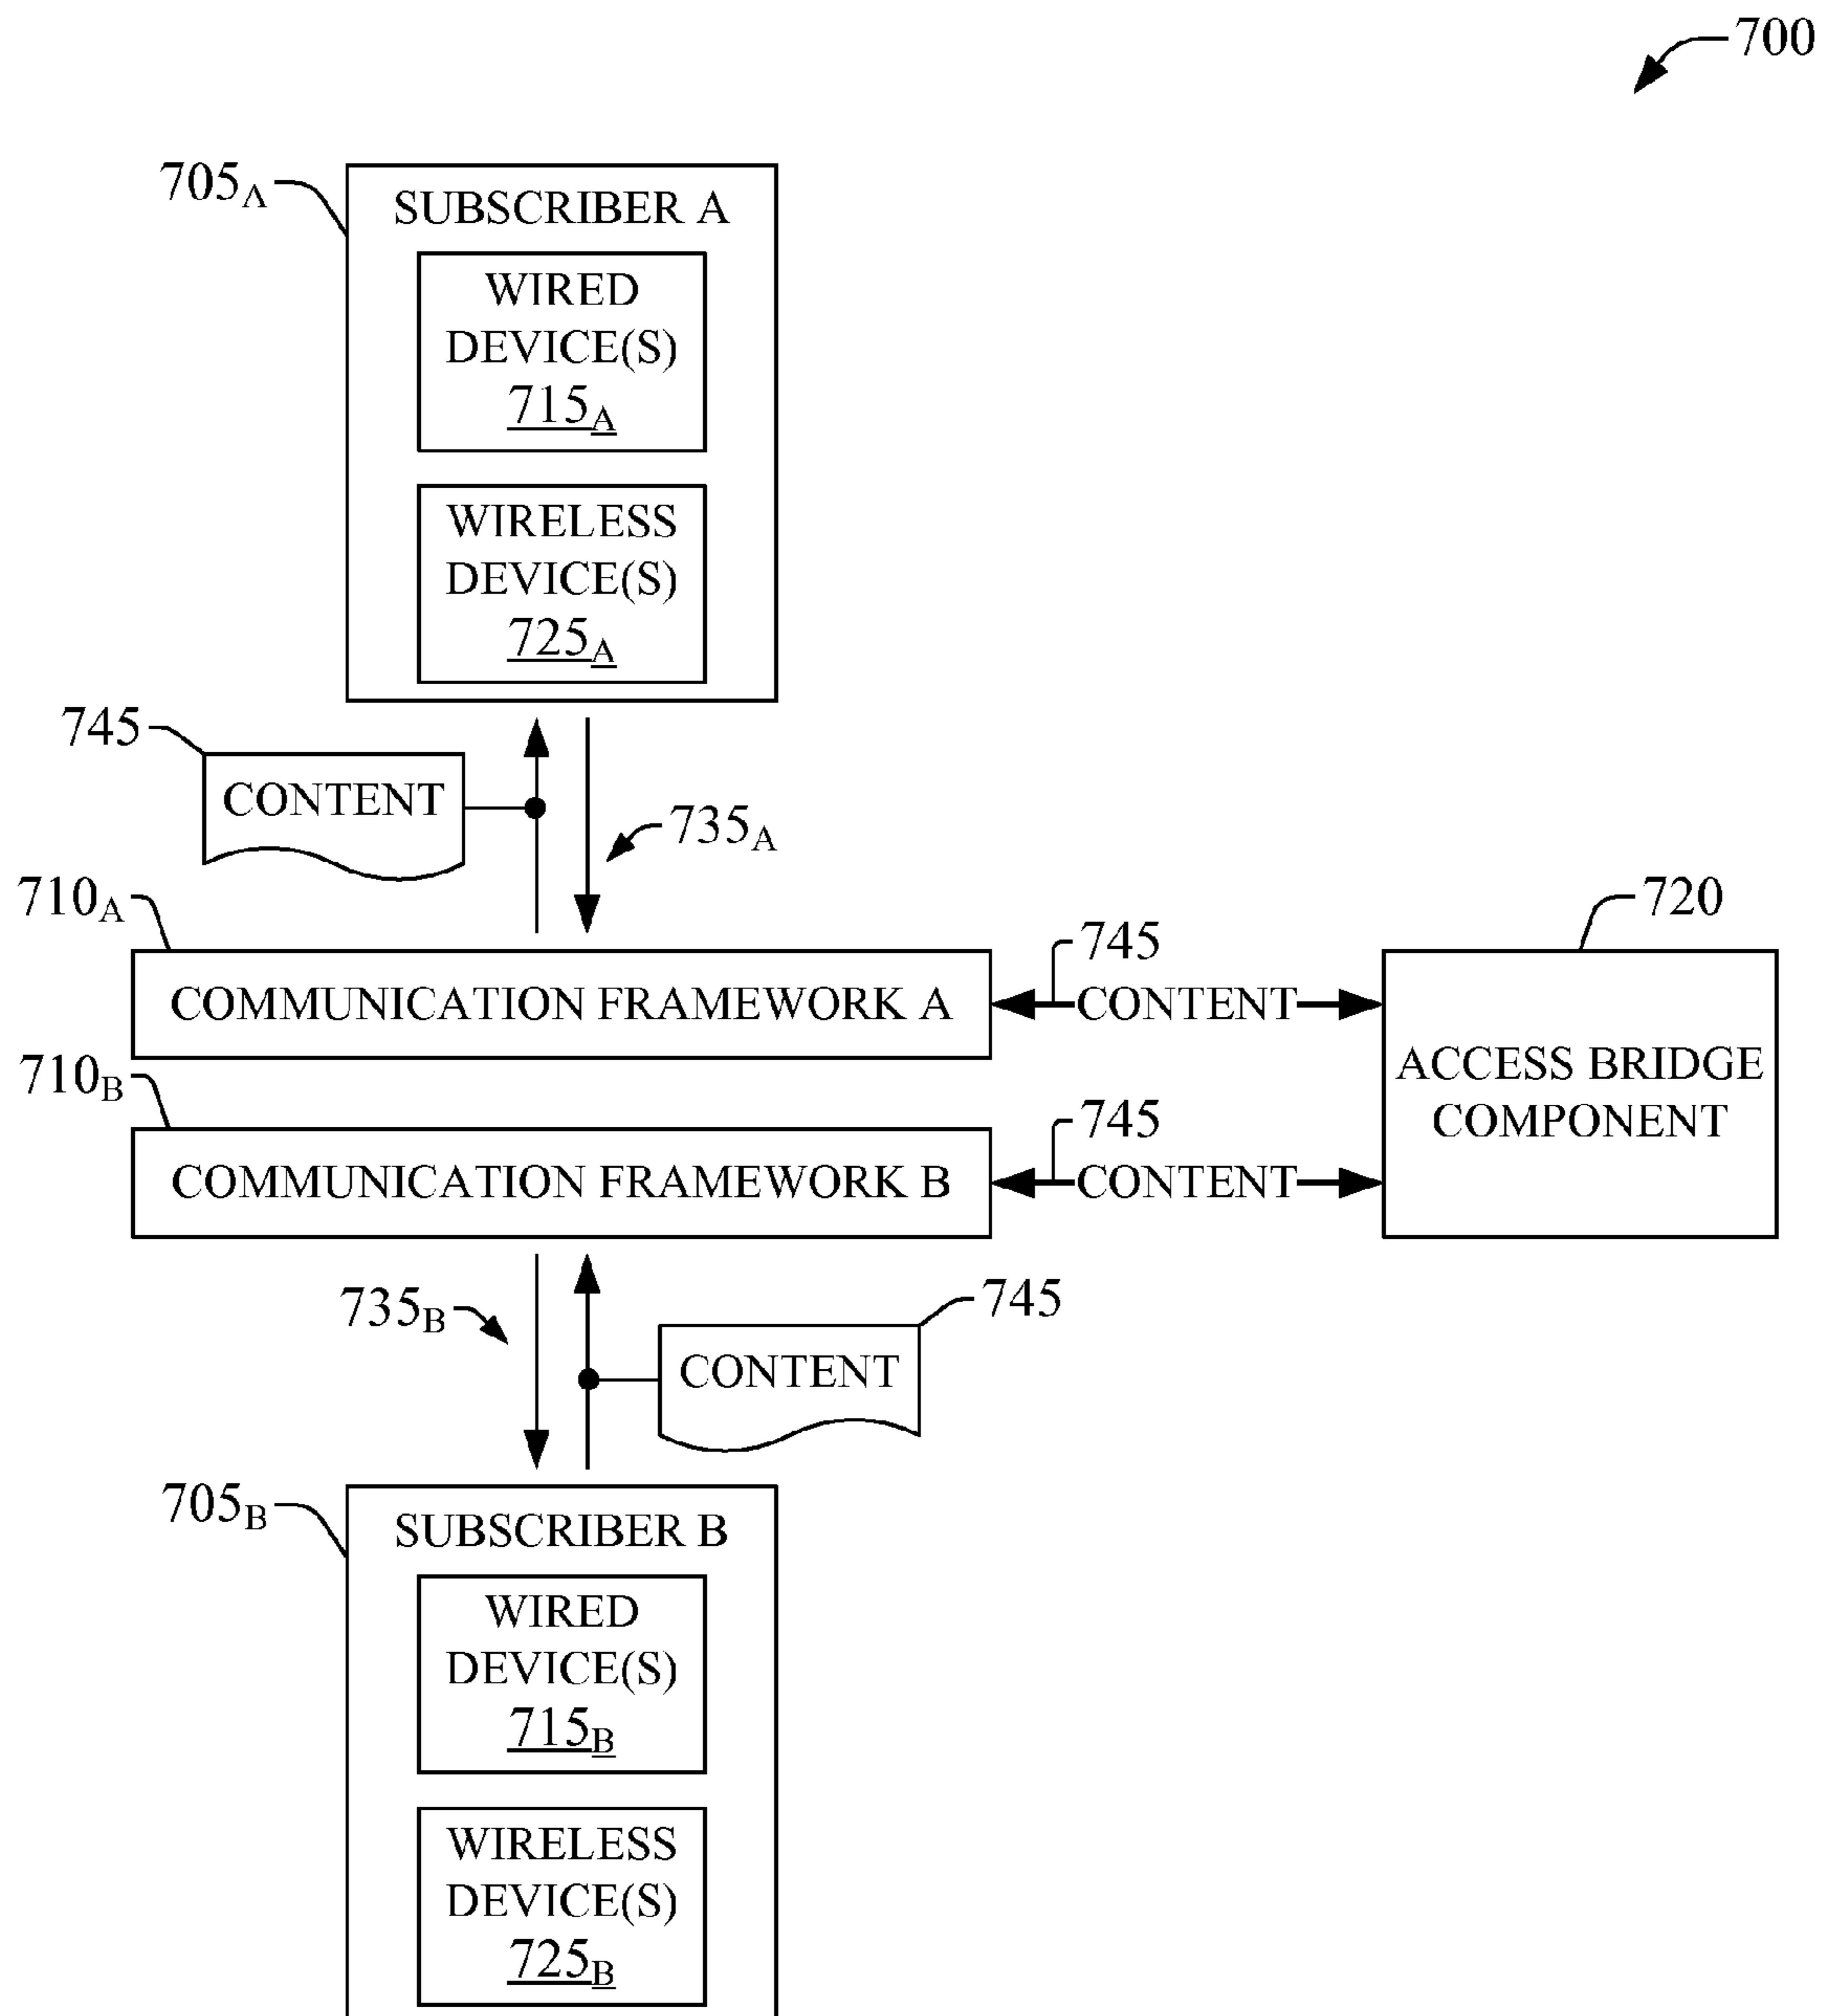 700
705A
SUBSCRIBER A
WIRED
DEVICE(S)
715A
WIRELESS
DEVICE(S)
725A
745
CONTENT
735A
710A
COMMUNICATION FRAMEWORK A
745
CONTENT
720
ACCESS BRIDGE
COMPONENT
710B
COMMUNICATION FRAMEWORK B
745
CONTENT
735B
745
CONTENT
705B
SUBSCRIBER B
WIRED
DEVICE(S)
715B
WIRELESS
DEVICE(S)
725B